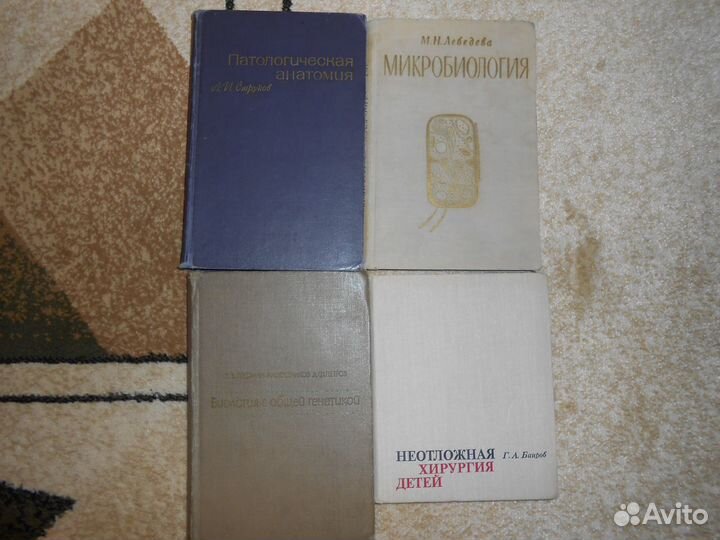 Патологическая
анатомия
А. И. Струков
М. Н. Лебедева
МИКРОБИОЛОГИЯ
Биология с общей генетикой
НЕОТЛОЖНАЯ
ХИРУРГИЯ
ДЕТЕЙ
Г. А. Баиров
Avito